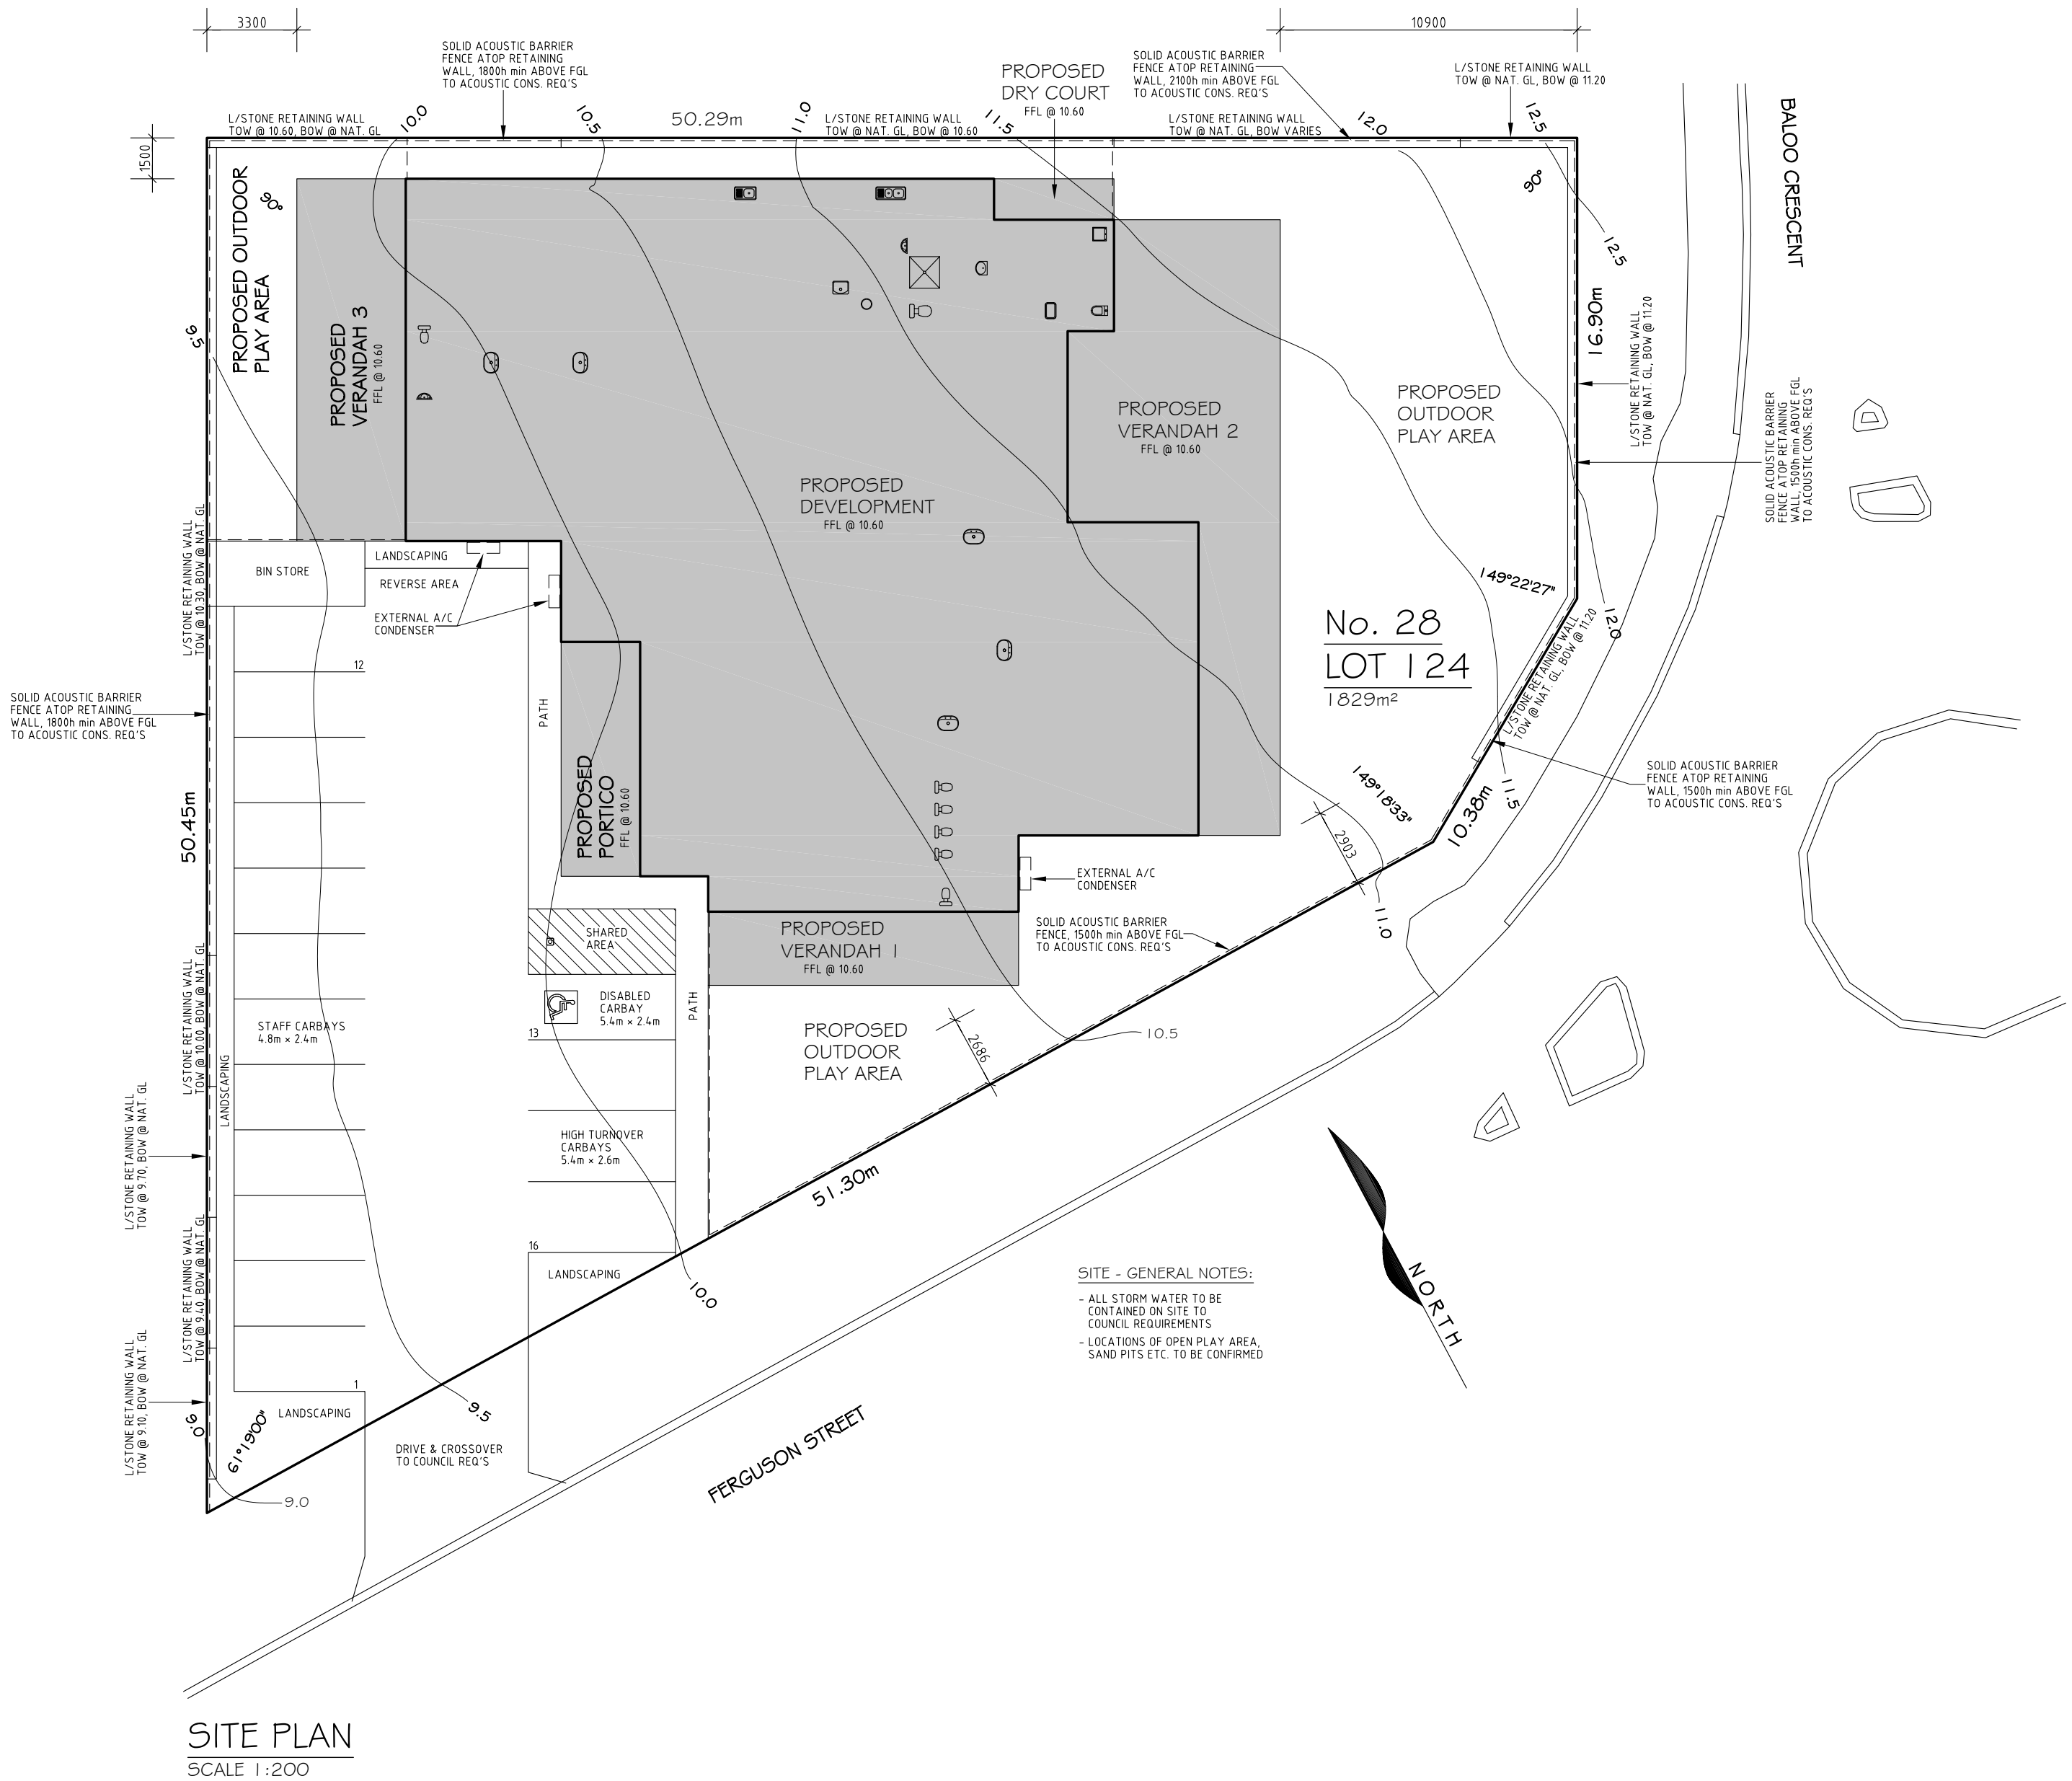 3300
10900
SOLID ACOUSTIC BARRIER
FENCE ATOP RETAINING
WALL, 1800h min ABOVE FGL
TO ACOUSTIC CONS. REQ'S
PROPOSED
DRY COURT
FFL @ 10.60
SOLID ACOUSTIC BARRIER
FENCE ATOP RETAINING
WALL, 2100h min ABOVE FGL
TO ACOUSTIC CONS. REQ'S
L/STONE RETAINING WALL
TOW @ NAT. GL, BOW @ 11.20
BALOO CRESCENT
L/STONE RETAINING WALL
TOW @ 10.60, BOW @ NAT. GL
10.0
10.5
50.29m
11.0
L/STONE RETAINING WALL
TOW @ NAT. GL, BOW @ 10.60
11.5
L/STONE RETAINING WALL
TOW @ NAT. GL, BOW VARIES
12.0
12.5
1500
PROPOSED OUTDOOR
PLAY AREA
90°
90°
12.5
9.5
PROPOSED
VERANDAH 3
FFL @ 10.60
16.90m
L/STONE RETAINING WALL
TOW @ NAT. GL, BOW @ 11.20
PROPOSED
VERANDAH 2
FFL @ 10.60
PROPOSED
OUTDOOR
PLAY AREA
SOLID ACOUSTIC BARRIER
FENCE ATOP RETAINING
WALL, 1500h min ABOVE FGL
TO ACOUSTIC CONS. REQ'S
PROPOSED
DEVELOPMENT
FFL @ 10.60
L/STONE RETAINING WALL
TOW @ 10.30, BOW @ NAT. GL
BIN STORE
LANDSCAPING
REVERSE AREA
EXTERNAL A/C
CONDENSER
149°22'27"
12.0
No. 28
LOT 124
1829m²
L/STONE RETAINING WALL
TOW @ NAT. GL, BOW @ 11.20
12
SOLID ACOUSTIC BARRIER
FENCE ATOP RETAINING
WALL, 1800h min ABOVE FGL
TO ACOUSTIC CONS. REQ'S
PATH
PROPOSED
PORTICO
FFL @ 10.60
50.45m
149°18'33"
2903
10.38m
11.5
SOLID ACOUSTIC BARRIER
FENCE ATOP RETAINING
WALL, 1500h min ABOVE FGL
TO ACOUSTIC CONS. REQ'S
EXTERNAL A/C
CONDENSER
11.0
SOLID ACOUSTIC BARRIER
FENCE, 1500h min ABOVE FGL
TO ACOUSTIC CONS. REQ'S
SHARED
AREA
PROPOSED
VERANDAH 1
FFL @ 10.60
L/STONE RETAINING WALL
TOW @ 10.00, BOW @ NAT. GL
STAFF CARBAYS
4.8m × 2.4m
DISABLED
CARBAY
5.4m × 2.4m
13
PATH
PROPOSED
OUTDOOR
PLAY AREA
2686
10.5
LANDSCAPING
L/STONE RETAINING WALL
TOW @ 9.70, BOW @ NAT. GL
HIGH TURNOVER
CARBAYS
5.4m × 2.6m
51.30m
L/STONE RETAINING WALL
TOW @ 9.40, BOW @ NAT. GL
16
LANDSCAPING
10.0
SITE - GENERAL NOTES:
- ALL STORM WATER TO BE
CONTAINED ON SITE TO
COUNCIL REQUIREMENTS
- LOCATIONS OF OPEN PLAY AREA,
SAND PITS ETC. TO BE CONFIRMED
NORTH
L/STONE RETAINING WALL
TOW @ 9.10, BOW @ NAT. GL
1
LANDSCAPING
9.5
9.0
61°19'00"
DRIVE & CROSSOVER
TO COUNCIL REQ'S
FERGUSON STREET
9.0
SITE PLAN
SCALE 1:200